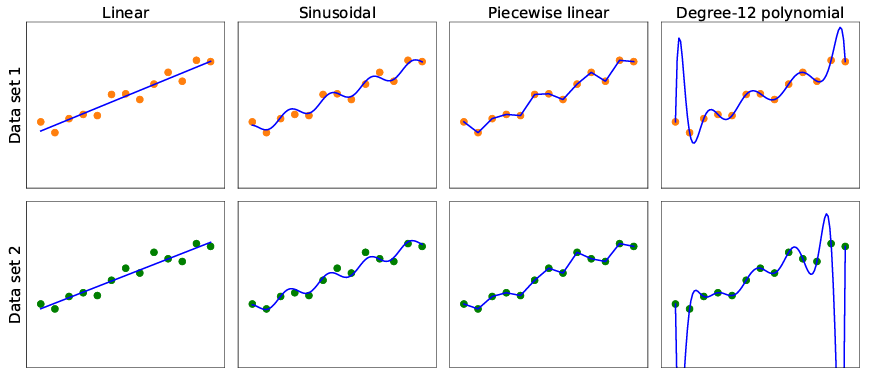 Linear
Sinusoidal
Piecewise linear
Degree-12 polynomial
Data set 1
Data set 2